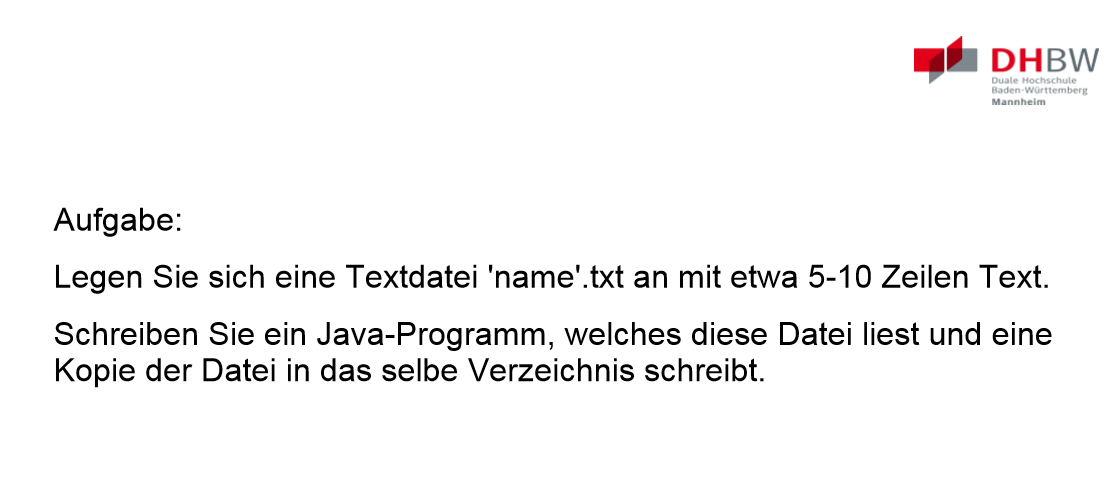 DHBW
Duale Hochschule
Baden-Württemberg
Mannheim
Aufgabe:
Legen Sie sich eine Textdatei 'name'.txt an mit etwa 5-10 Zeilen Text.
Schreiben Sie ein Java-Programm, welches diese Datei liest und eine
Kopie der Datei in das selbe Verzeichnis schreibt.